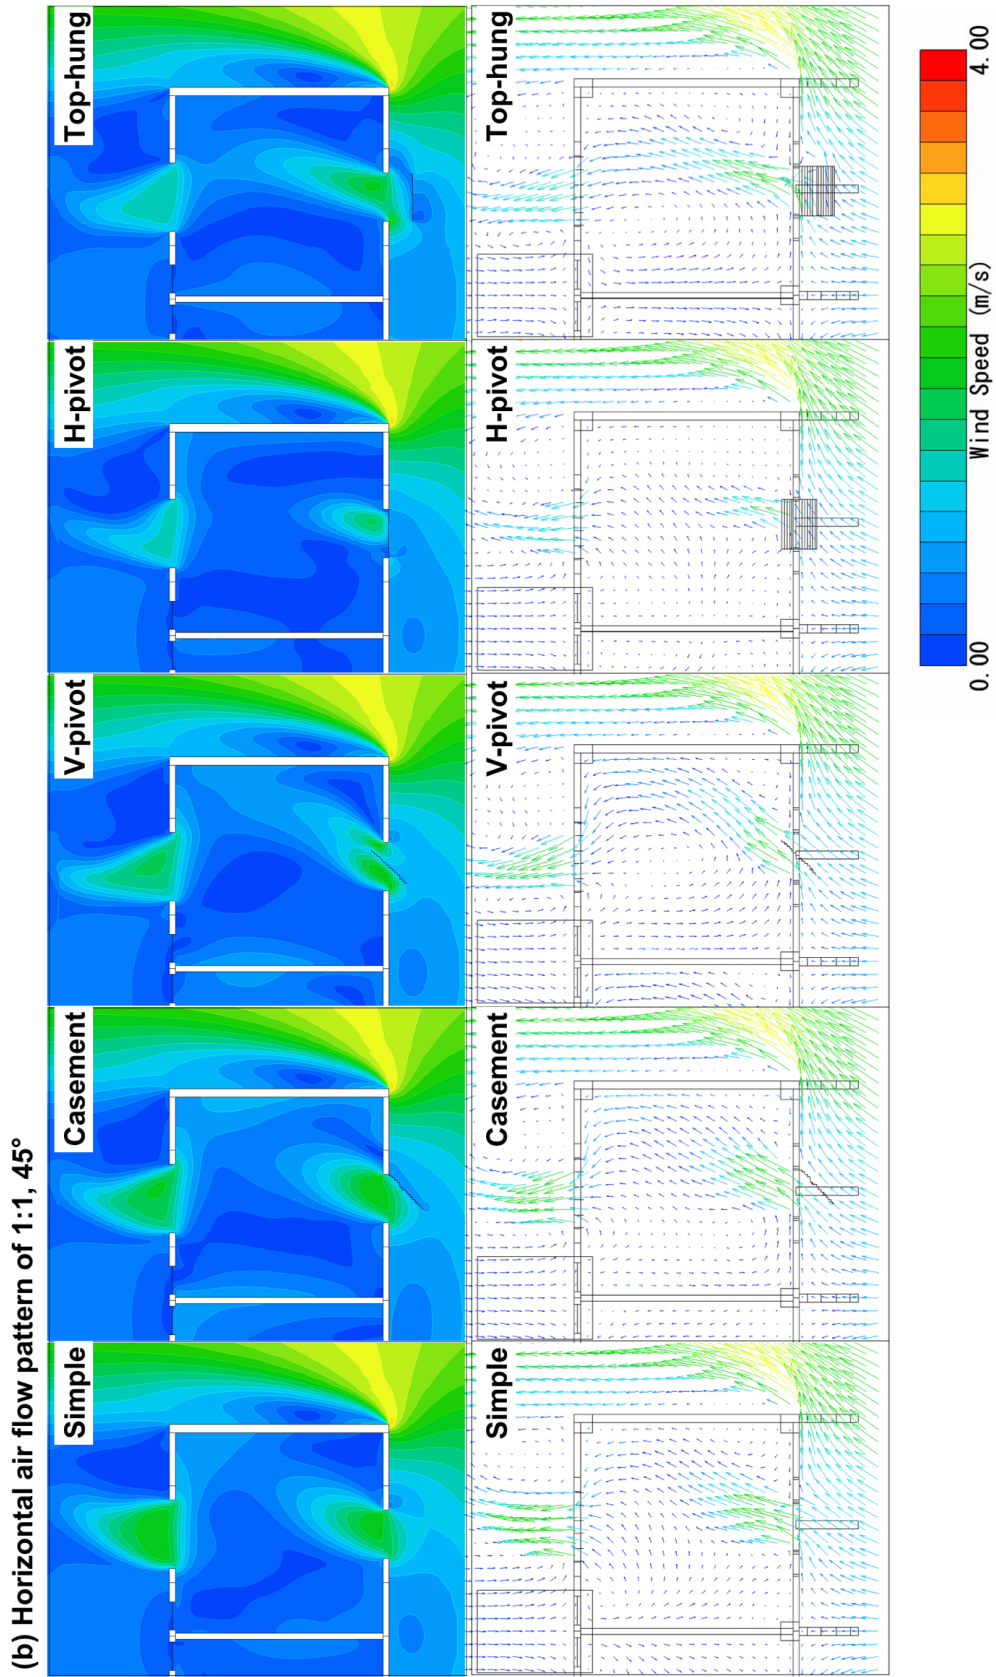 (b) Horizontal air flow pattern of 1:1, 45°
Simple
Casement
V-pivot
H-pivot
Top-hung
Simple
Casement
V-pivot
H-pivot
Top-hung
0.00
Wind Speed (m/s)
4.00